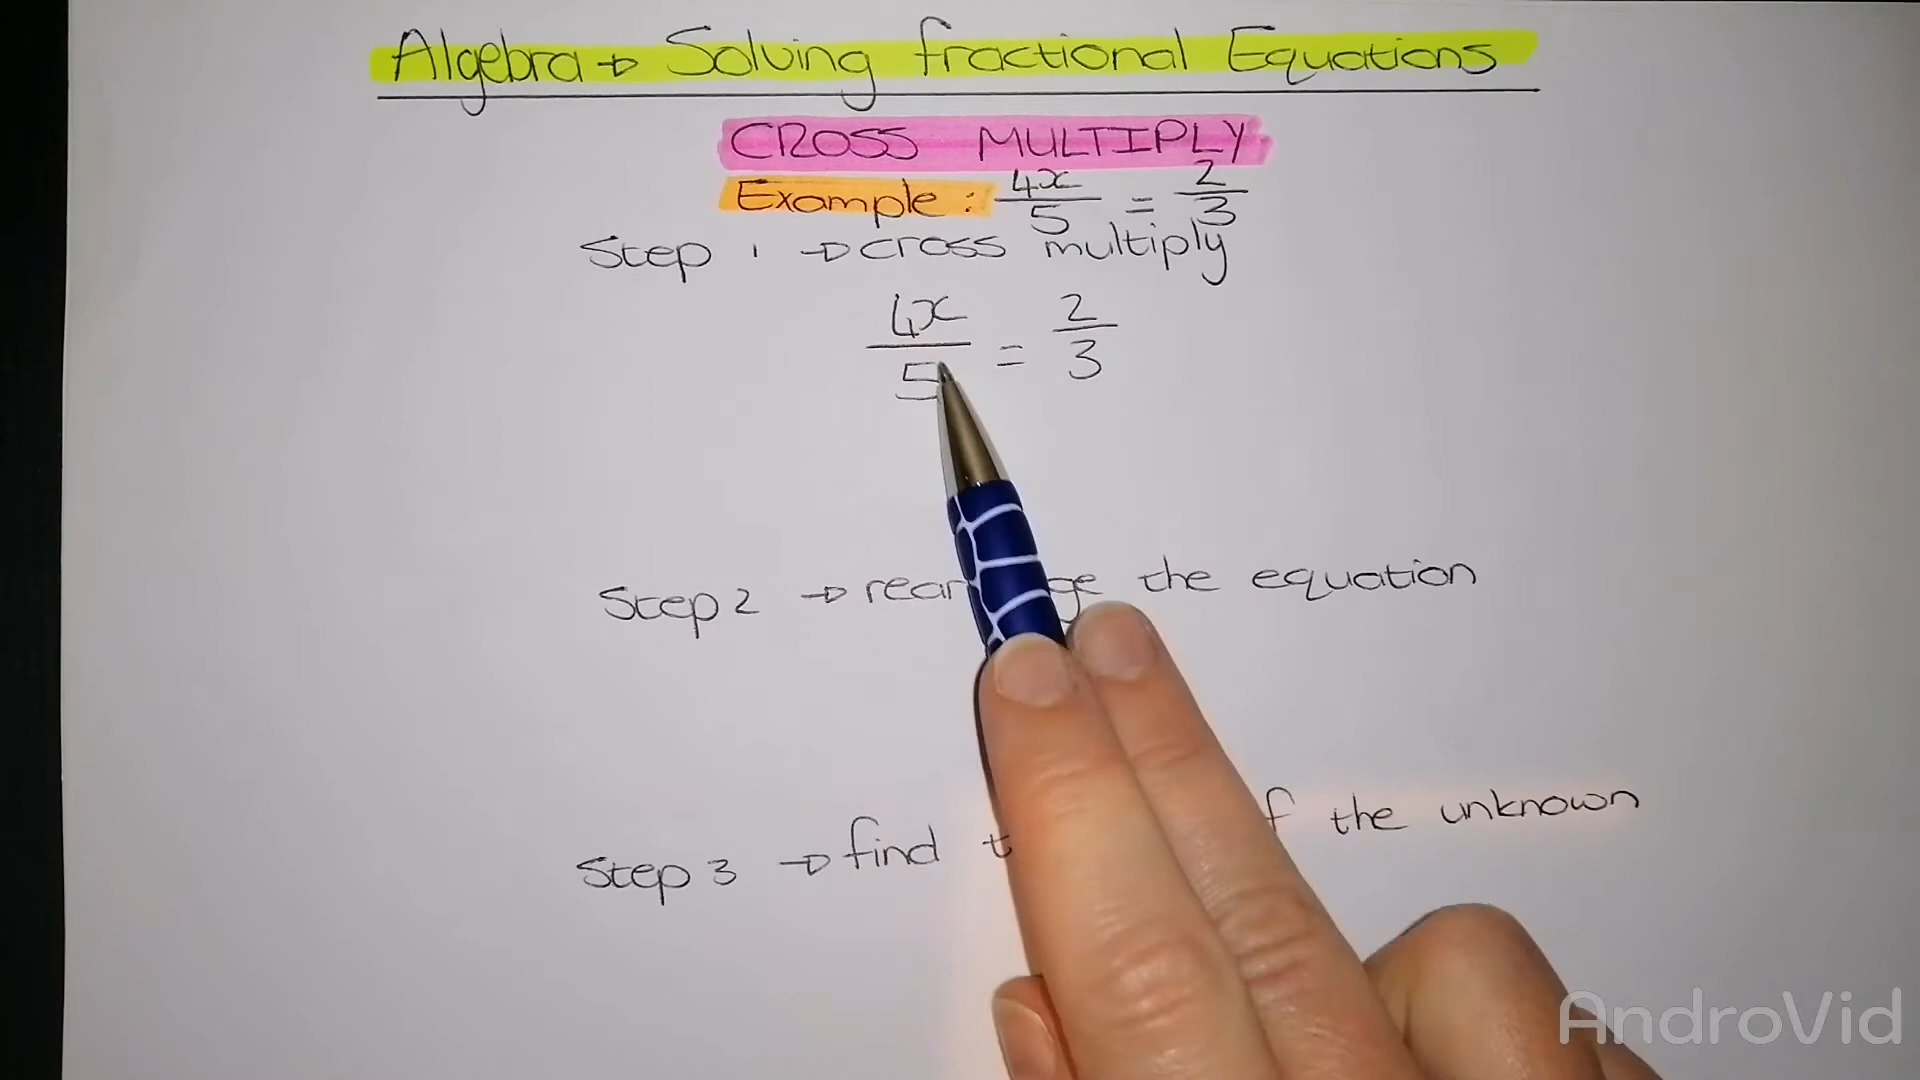 Algebra → Solving fractional Equations
CROSS MULTIPLY
Example: 4x/5 = 2/3
Step 1 → cross multiply
4x/5 = 2/3
Step 2 → the equation
Step 3 → find the unknown
AndroVid